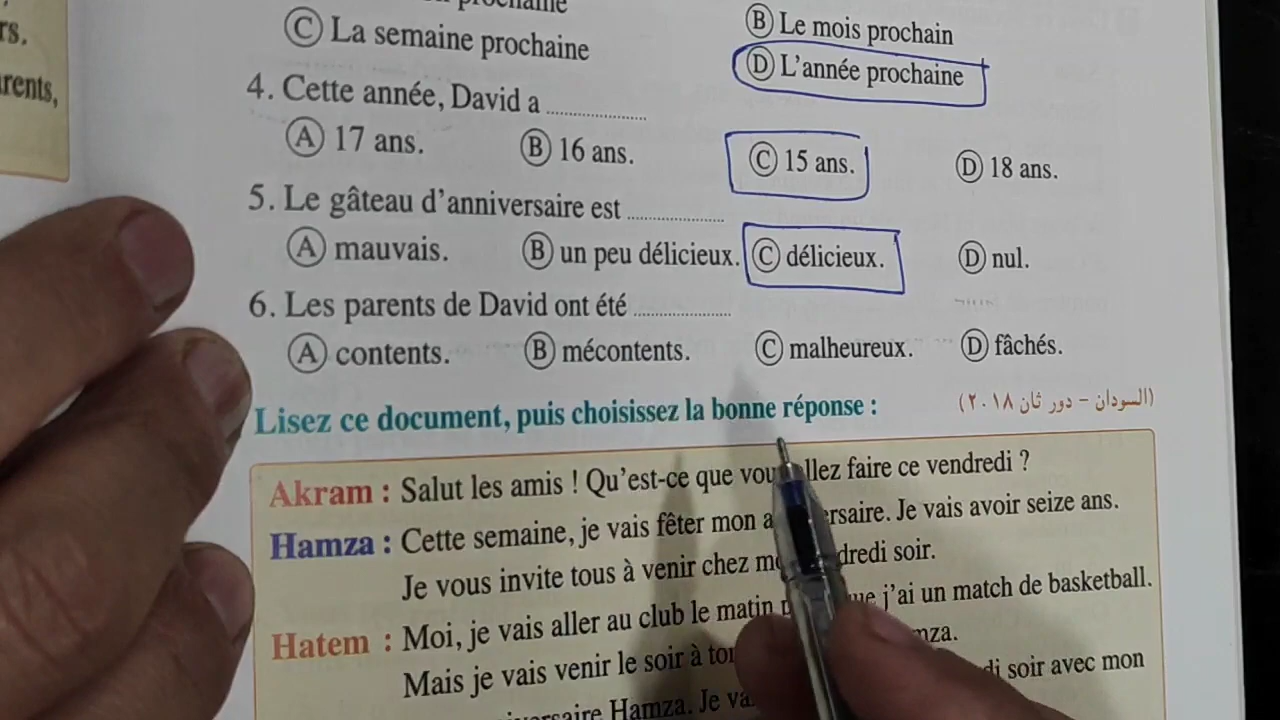 rs.
rents,
prochaine
Ⓒ La semaine prochaine
Ⓑ Le mois prochain
Ⓓ L'année prochaine
4. Cette année, David a ....................
Ⓐ 17 ans. Ⓑ 16 ans. Ⓒ 15 ans. Ⓓ 18 ans.
5. Le gâteau d'anniversaire est ....................
Ⓐ mauvais. Ⓑ un peu délicieux. Ⓒ délicieux. Ⓓ nul.
6. Les parents de David ont été ....................
Ⓐ contents. Ⓑ mécontents. Ⓒ malheureux. Ⓓ fâchés.
Lisez ce document, puis choisissez la bonne réponse : (السودان - دور ثان ٢٠١٨)
Akram : Salut les amis ! Qu'est-ce que vou llez faire ce vendredi ?
Hamza : Cette semaine, je vais fêter mon a ersaire. Je vais avoir seize ans.
Je vous invite tous à venir chez m dredi soir.
Hatem : Moi, je vais aller au club le matin p ue j'ai un match de basketball.
Mais je vais venir le soir à to mza.
iversaire Hamza. Je va di soir avec mon